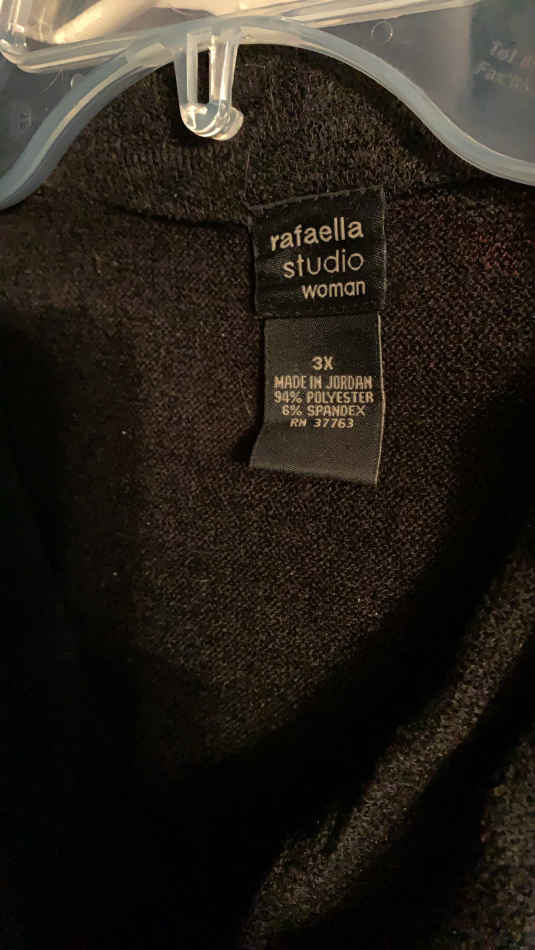 rafaella
studio
woman
3X
MADE IN JORDAN
94% POLYESTER
6% SPANDEX
RN 37763